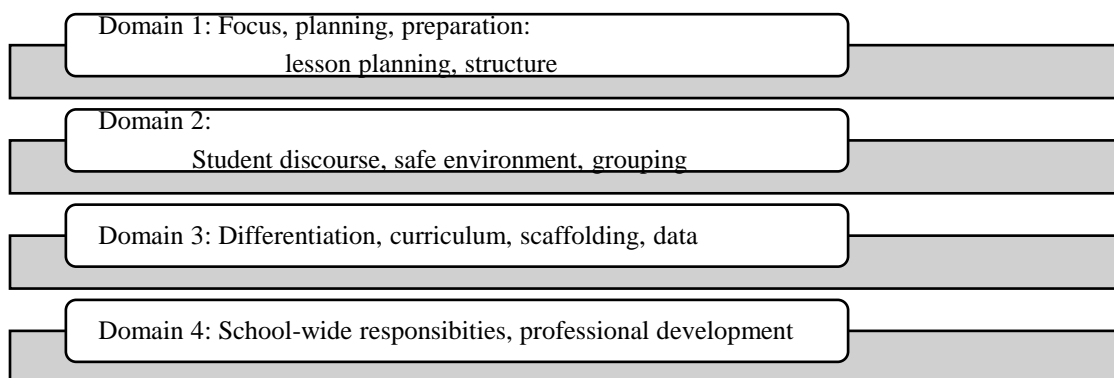 Domain 1: Focus, planning, preparation:
lesson planning, structure
Domain 2:
Student discourse, safe environment, grouping
Domain 3: Differentiation, curriculum, scaffolding, data
Domain 4: School-wide responsibities, professional development